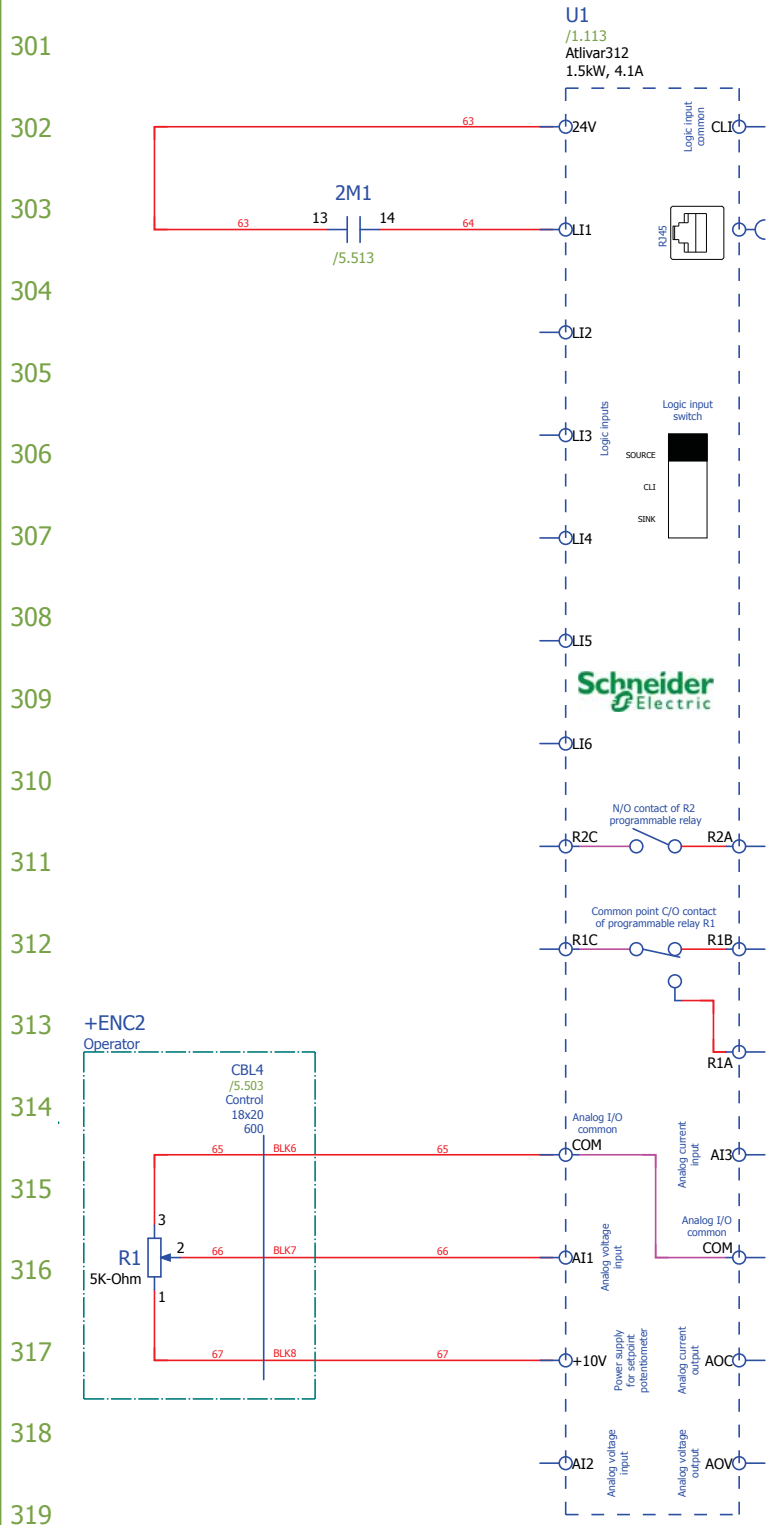 U1
/1.113
Atlivar312
1.5kW, 4.1A
301
302
303
304
305
306
307
308
309
310
311
312
313
314
315
316
317
318
319
63
24V
Logic input
common
CLI
2M1
63
13
14
64
/5.513
LI1
RJ45
LI2
LI3
Logic inputs
Logic input
switch
SOURCE
CLI
SINK
LI4
LI5
Schneider
Electric
LI6
N/O contact of R2
programmable relay
R2C
R2A
Common point C/O contact
of programmable relay R1
R1C
R1B
R1A
+ENC2
Operator
CBL4
/5.503
Control
18x20
600
65
BLK6
65
Analog I/O
common
COM
Analog current
input
AI3
3
R1
5K-Ohm
2
1
66
BLK7
66
AI1
Analog voltage
input
Analog I/O
common
COM
67
BLK8
67
+10V
Power supply
for setpoint
potentiometer
Analog current
output
AOC
AI2
Analog voltage
input
Analog voltage
output
AOV